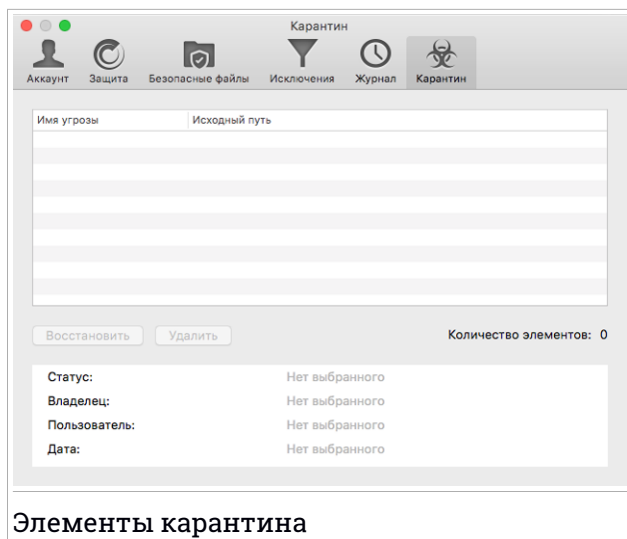 Карантин
Аккаунт Защита Безопасные файлы Исключения Журнал Карантин
Имя угрозы Исходный путь
Восстановить Удалить Количество элементов: 0
Статус: Нет выбранного
Владелец: Нет выбранного
Пользователь: Нет выбранного
Дата: Нет выбранного
Элементы карантина